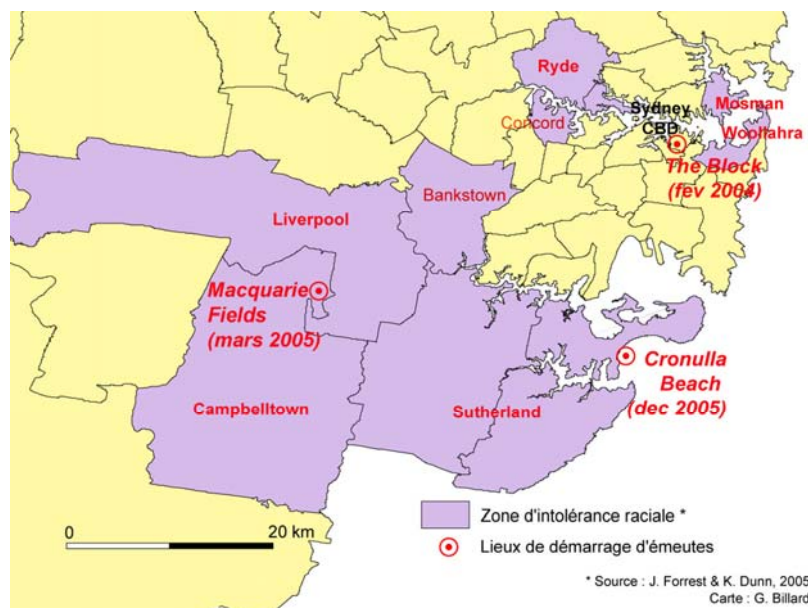 Ryde
Mosman
Sydney
CBD
Concord
Woollahra
The Block
(fev 2004)
Bankstown
Liverpool
Macquarie
Fields
(mars 2005)
Cronulla
Beach
(dec 2005)
Campbelltown
Sutherland
Zone d'intolérance raciale *
0
20 km
Lieux de démarrage d'émeutes
* Source : J. Forrest & K. Dunn, 2005
Carte : G. Billard